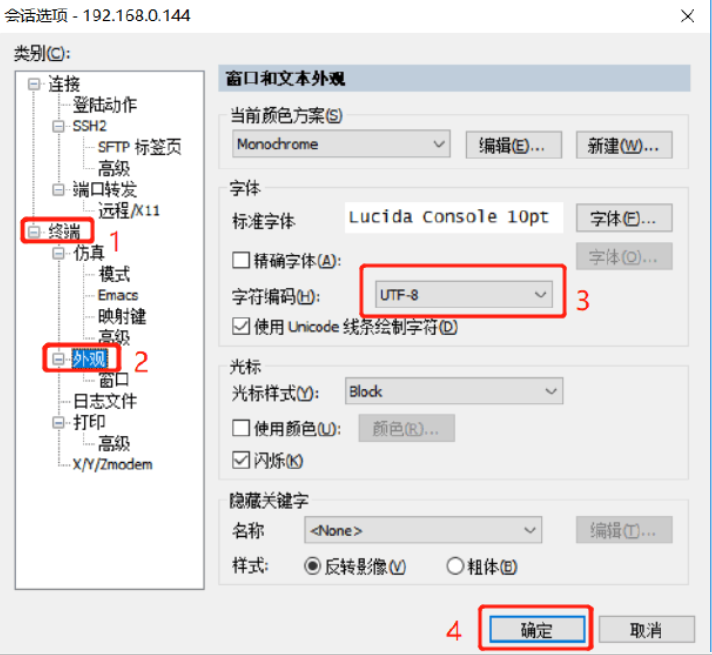 会话选项 - 192.168.0.144
类别(C):
连接
登陆动作
SSH2
SFTP 标签页
高级
端口转发
远程/X11
终端 1
仿真
模式
Emacs
映射键
高级
外观 2
窗口
日志文件
打印
高级
X/Y/Zmodem
窗口和文本外观
当前颜色方案(S)
Monochrome 编辑(E)... 新建(W)...
字体
标准字体 Lucida Console 10pt 字体(F)...
精确字体(A): 字体(O)...
字符编码(H): UTF-8 3
使用 Unicode 线条绘制字符(D)
光标
光标样式(Y): Block
使用颜色(U): 颜色(R)...
闪烁(K)
隐藏关键字
名称 <None> 编辑(T)...
样式: 反转影像(V) 粗体(B)
4 确定 取消